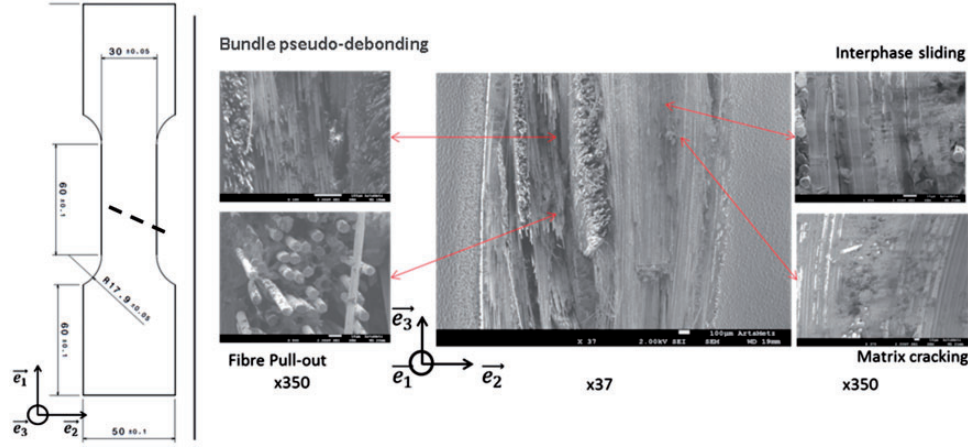 30 ±0.05
60 ±0.1
R17.9 ±0.05
60 ±0.1
50 ±0.1
e1
e3
e2
Bundle pseudo-debonding
Interphase sliding
Fibre Pull-out
x350
e3
e1
e2
100µm ArtsMets
X 37 2.00kV SEI SEM WD 19mm
x37
Matrix cracking
x350